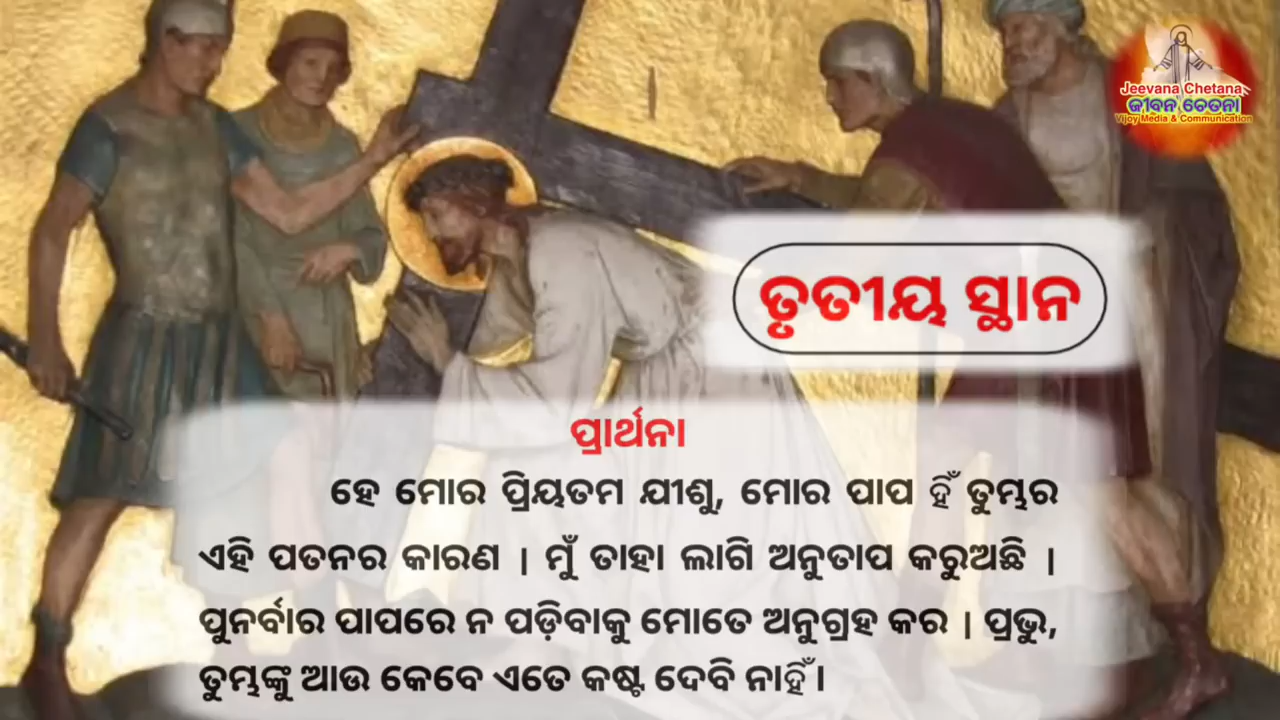 Jeevana Chetana
ଜୀବନ ଚେତନା
Vijoy Media & Communication
ତୃତୀୟ ସ୍ଥାନ
ପ୍ରାର୍ଥନା
ହେ ମୋର ପ୍ରିୟତମ ଯୀଶୁ, ମୋର ପାପ ହିଁ ତୁମ୍ଭର
ଏହି ପତନର କାରଣ | ମୁଁ ତାହା ଲାଗି ଅନୁତାପ କରୁଅଛି |
ପୁନର୍ବାର ପାପରେ ନ ପଡ଼ିବାକୁ ମୋତେ ଅନୁଗ୍ରହ କର | ପ୍ରଭୁ,
ତୁମ୍ଭଙ୍କୁ ଆଉ କେବେ ଏତେ କଷ୍ଟ ଦେବି ନାହିଁ।